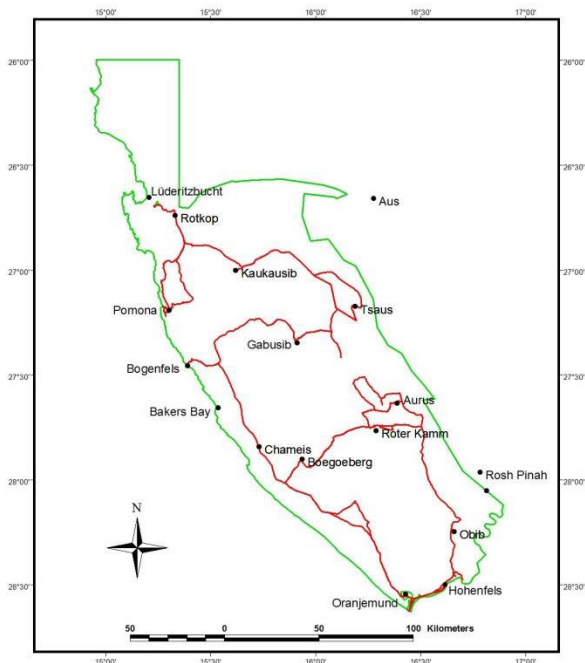 15°00' 15°30' 16°00' 16°30' 17°00'
26°00' 26°00'
26°30' 26°30'
Lüderitzbucht
Aus
Rotkop
27°00' Kaukausib 27°00'
Pomona Tsaus
Gabusib
27°30' Bogenfels 27°30'
Aurus
Bakers Bay
Roter Kamm
Chameis
Boegoeberg
28°00' Rosh Pinah 28°00'
N
Obib
28°30' 28°30'
Hohenfels
Oranjemund
50 0 50 100 Kilometers
15°00' 15°30' 16°00' 16°30' 17°00'